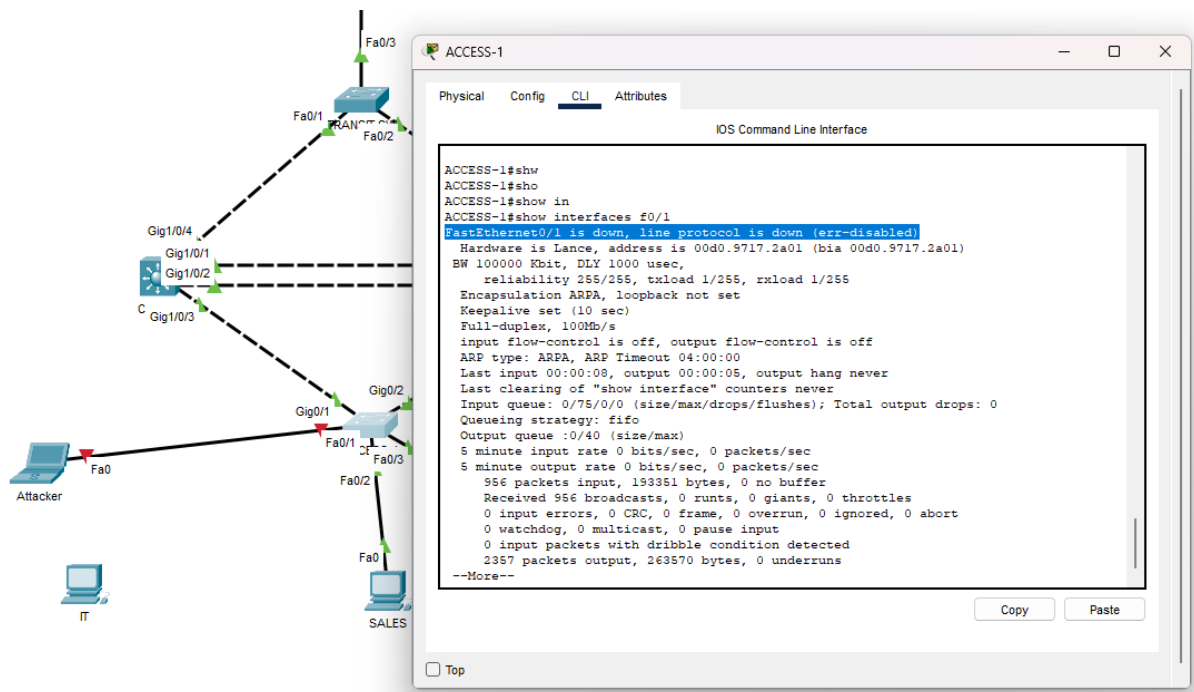 Fa0/3
Fa0/1
Fa0/2
Gig1/0/4
Gig1/0/1
Gig1/0/2
C
Gig1/0/3
Gig0/2
Gig0/1
Fa0/1
Fa0/3
Fa0/2
Fa0
Attacker
Fa0
IT
SALES
ACCESS-1
Physical Config CLI Attributes
IOS Command Line Interface
ACCESS-1#shw
ACCESS-1#sho
ACCESS-1#show in
ACCESS-1#show interfaces f0/1
FastEthernet0/1 is down, line protocol is down (err-disabled)
Hardware is Lance, address is 00d0.9717.2a01 (bia 00d0.9717.2a01)
BW 100000 Kbit, DLY 1000 usec,
reliability 255/255, txload 1/255, rxload 1/255
Encapsulation ARPA, loopback not set
Keepalive set (10 sec)
Full-duplex, 100Mb/s
input flow-control is off, output flow-control is off
ARP type: ARPA, ARP Timeout 04:00:00
Last input 00:00:08, output 00:00:05, output hang never
Last clearing of "show interface" counters never
Input queue: 0/75/0/0 (size/max/drops/flushes); Total output drops: 0
Queueing strategy: fifo
Output queue :0/40 (size/max)
5 minute input rate 0 bits/sec, 0 packets/sec
5 minute output rate 0 bits/sec, 0 packets/sec
956 packets input, 193351 bytes, 0 no buffer
Received 956 broadcasts, 0 runts, 0 giants, 0 throttles
0 input errors, 0 CRC, 0 frame, 0 overrun, 0 ignored, 0 abort
0 watchdog, 0 multicast, 0 pause input
0 input packets with dribble condition detected
2357 packets output, 263570 bytes, 0 underruns
--More--
Copy Paste
Top